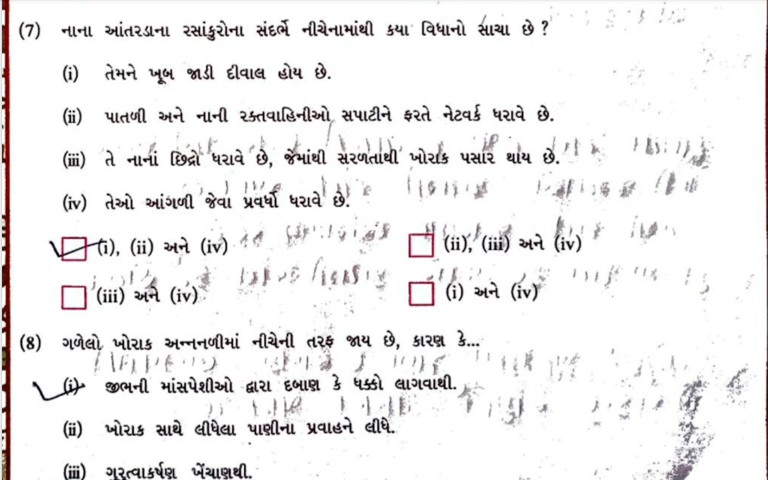 (7) નાના આંતરડાના રસાંકુરોના સંદર્ભે નીચેનામાંથી કયા વિધાનો સાચા છે ?
(i) તેમને ખૂબ જાડી દીવાલ હોય છે.
(ii) પાતળી અને નાની રક્તવાહિનીઓ સપાટીને ફરતે નેટવર્ક ધરાવે છે.
(iii) તે નાનાં છિદ્રો ધરાવે છે, જેમાંથી સરળતાથી ખોરાક પસાર થાય છે.
(iv) તેઓ આંગળી જેવા પ્રવર્ધો ધરાવે છે.
(i), (ii) અને (iv) (ii), (iii) અને (iv)
(iii) અને (iv) (i) અને (iv)
(8) ગળેલો ખોરાક અન્નનળીમાં નીચેની તરફ જાય છે, કારણ કે...
(i) જીભની માંસપેશીઓ દ્વારા દબાણ કે ધક્કો લાગવાથી.
(ii) ખોરાક સાથે લીધેલા પાણીના પ્રવાહને લીધે.
(iii) ગુરુત્વાકર્ષણ ખેંચાણથી.